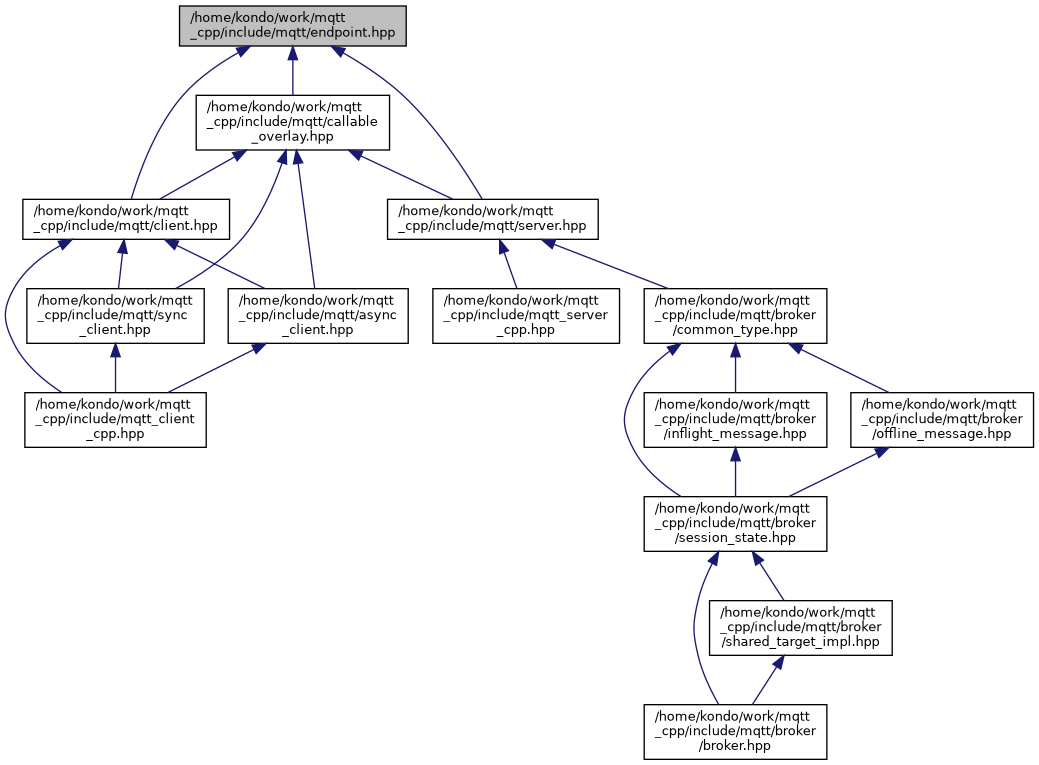 /home/kondo/work/mqtt
_cpp/include/mqtt/endpoint.hpp
/home/kondo/work/mqtt
_cpp/include/mqtt/callable
_overlay.hpp
/home/kondo/work/mqtt
_cpp/include/mqtt/client.hpp
/home/kondo/work/mqtt
_cpp/include/mqtt/server.hpp
/home/kondo/work/mqtt
_cpp/include/mqtt/sync
_client.hpp
/home/kondo/work/mqtt
_cpp/include/mqtt/async
_client.hpp
/home/kondo/work/mqtt
_cpp/include/mqtt_server
_cpp.hpp
/home/kondo/work/mqtt
_cpp/include/mqtt/broker
/common_type.hpp
/home/kondo/work/mqtt
_cpp/include/mqtt_client
_cpp.hpp
/home/kondo/work/mqtt
_cpp/include/mqtt/broker
/inflight_message.hpp
/home/kondo/work/mqtt
_cpp/include/mqtt/broker
/offline_message.hpp
/home/kondo/work/mqtt
_cpp/include/mqtt/broker
/session_state.hpp
/home/kondo/work/mqtt
_cpp/include/mqtt/broker
/shared_target_impl.hpp
/home/kondo/work/mqtt
_cpp/include/mqtt/broker
/broker.hpp